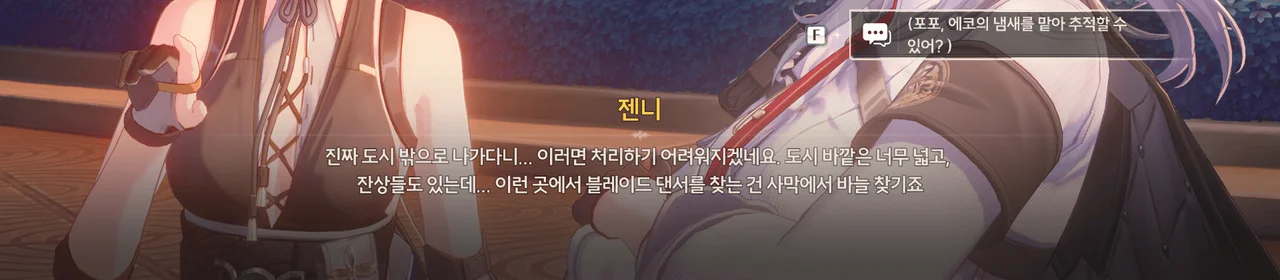 F
(포포, 에코의 냄새를 맡아 추적할 수
있어? )
젠니
진짜 도시 밖으로 나가다니... 이러면 처리하기 어려워지겠네요. 도시 바깥은 너무 넓고,
잔상들도 있는데... 이런 곳에서 블레이드 댄서를 찾는 건 사막에서 바늘 찾기죠